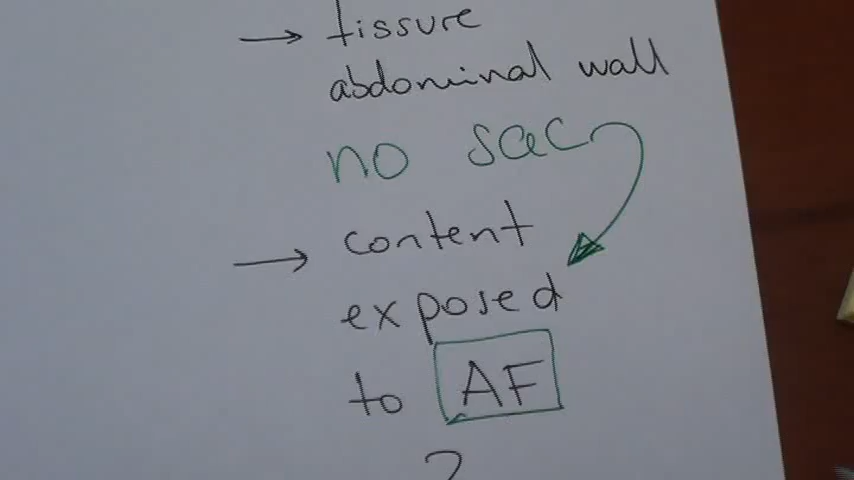 → fissure
abdominal wall
no sac
→ content
exposed
to AF
?